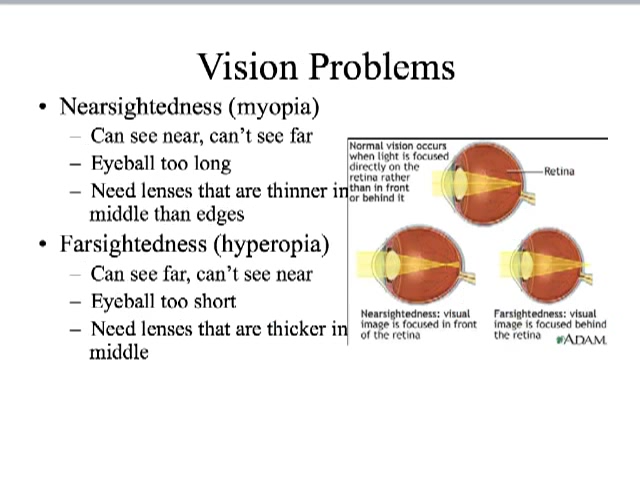 Vision Problems
• Nearsightedness (myopia)
– Can see near, can't see far
– Eyeball too long
– Need lenses that are thinner in
middle than edges
• Farsightedness (hyperopia)
– Can see far, can't see near
– Eyeball too short
– Need lenses that are thicker in
middle
Normal vision occurs
when light is focused
directly on the
retina rather
than in front
or behind it
Retina
Nearsightedness: visual
image is focused in front
of the retina
Farsightedness: visual
image is focused behind
the retina
ADAM